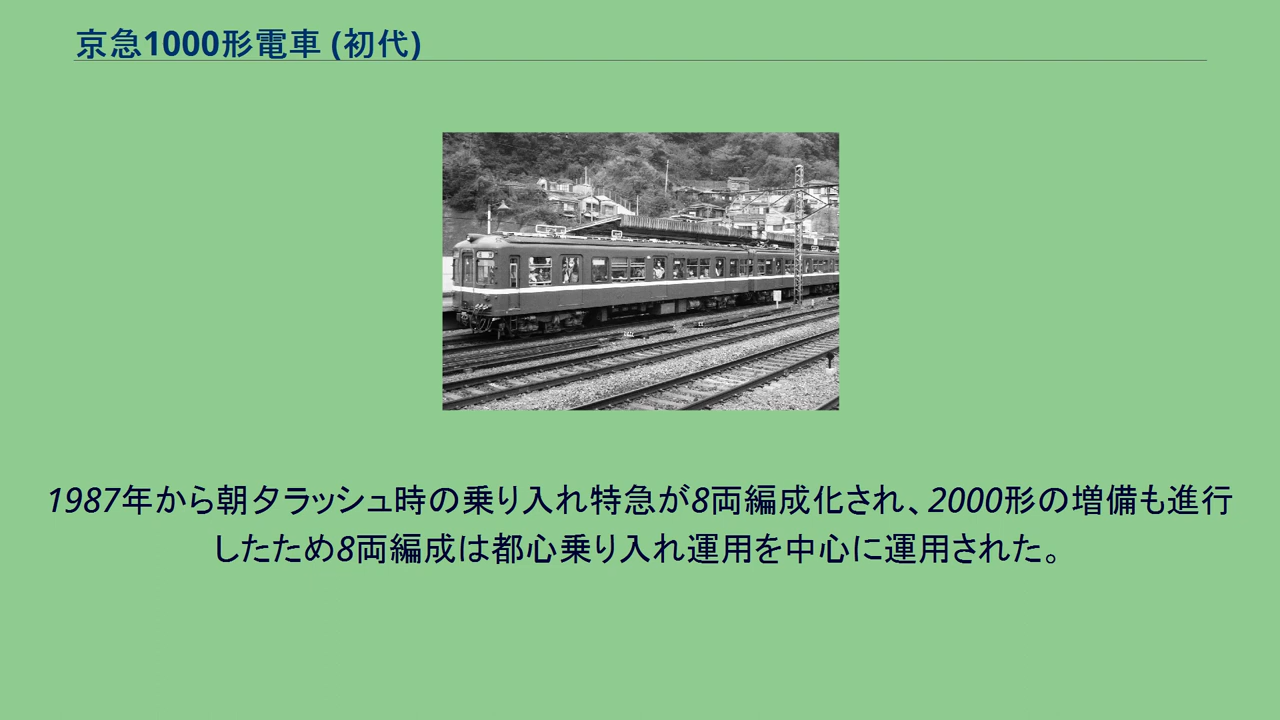 京急1000形電車 (初代)
1987年から朝夕ラッシュ時の乗り入れ特急が8両編成化され、2000形の増備も進行
したため8両編成は都心乗り入れ運用を中心に運用された。